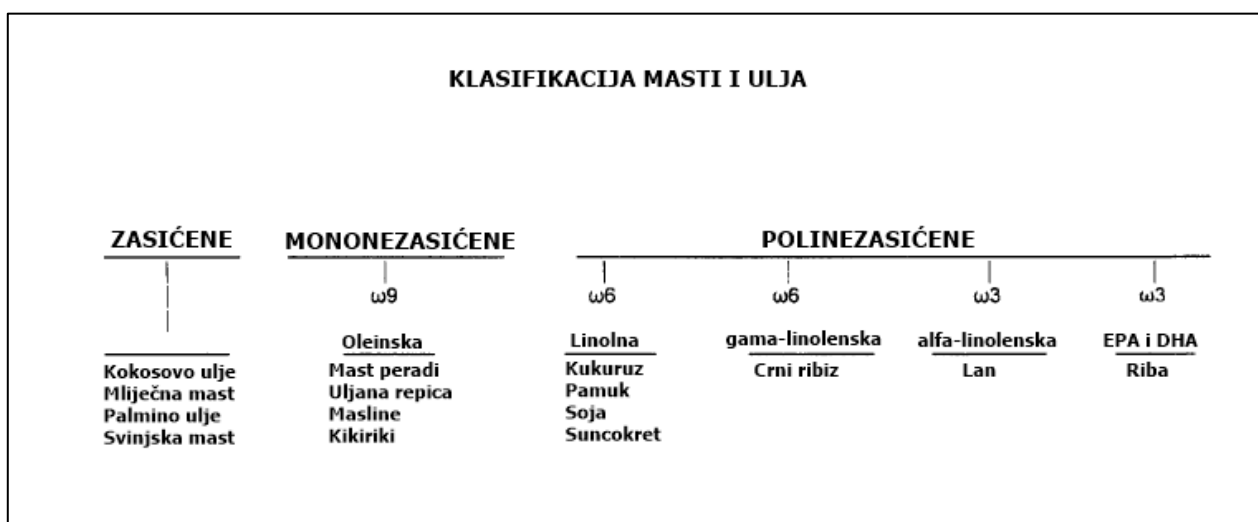 KLASIFIKACIJA MASTI I ULJA
ZASIĆENE
Kokosovo ulje
Mliječna mast
Palmino ulje
Svinjska mast
MONONEZASIĆENE
ω9
Oleinska
Mast peradi
Uljana repica
Masline
Kikiriki
POLINEZASIĆENE
ω6
Linolna
Kukuruz
Pamuk
Soja
Suncokret
ω6
gama-linolenska
Crni ribiz
ω3
alfa-linolenska
Lan
ω3
EPA i DHA
Riba